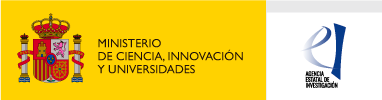 MINISTERIO
DE CIENCIA, INNOVACIÓN
Y UNIVERSIDADES
AGENCIA
ESTATAL DE
INVESTIGACIÓN